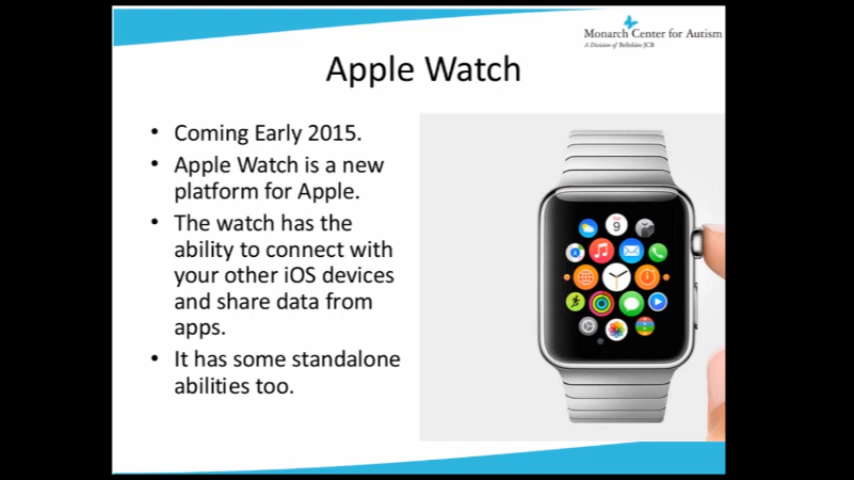 Monarch Center for Autism
A Division of Bellefaire JCB
Apple Watch
• Coming Early 2015.
• Apple Watch is a new
platform for Apple.
• The watch has the
ability to connect with
your other iOS devices
and share data from
apps.
• It has some standalone
abilities too.
9